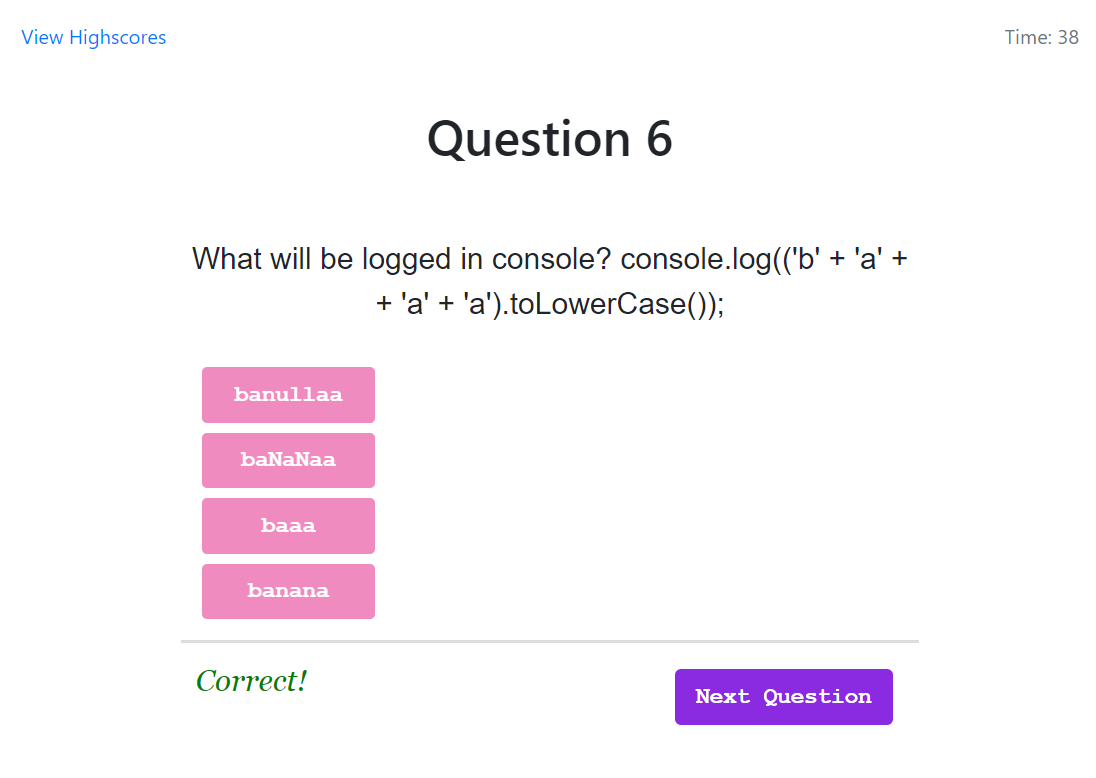 View Highscores
Time: 38
Question 6
What will be logged in console? console.log(('b' + 'a' +
+ 'a' + 'a').toLowerCase());
banullaa
baNaNaa
baaa
banana
Correct!
Next Question